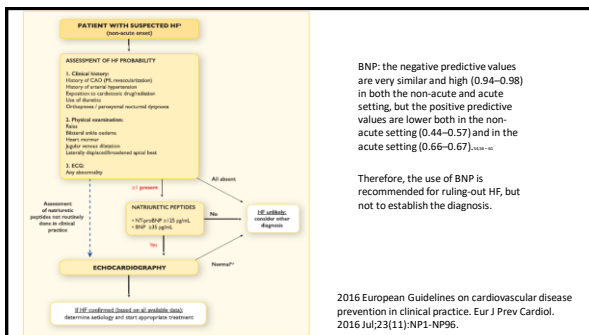 PATIENT WITH SUSPECTED HF
(non-acute onset)
ASSESSMENT OF HF PROBABILITY
1. Clinical history:
History of CAD (MI, revascularization)
History of arterial hypertension
Exposition to cardiotoxic drug/radiation
Use of diuretics
Orthopnoea / paroxysmal nocturnal dyspnoea
2. Physical examination:
Rales
Bilateral ankle oedema
Heart murmur
Jugular venous dilatation
Laterally displaced/broadened apical beat
3. ECG:
Any abnormality
All absent
≥1 present
Assessment
of natriuretic
peptides not routinely
done in clinical
practice
NATRIURETIC PEPTIDES
• NT-proBNP ≥125 pg/mL
• BNP ≥35 pg/mL
No
HF unlikely:
consider other
diagnosis
Yes
Normal
ECHOCARDIOGRAPHY
If HF confirmed (based on all available data):
determine aetiology and start appropriate treatment
BNP: the negative predictive values
are very similar and high (0.94–0.98)
in both the non-acute and acute
setting, but the positive predictive
values are lower both in the non-
acute setting (0.44–0.57) and in the
acute setting (0.66–0.67).
Therefore, the use of BNP is
recommended for ruling-out HF, but
not to establish the diagnosis.
2016 European Guidelines on cardiovascular disease
prevention in clinical practice. Eur J Prev Cardiol.
2016 Jul;23(11):NP1-NP96.